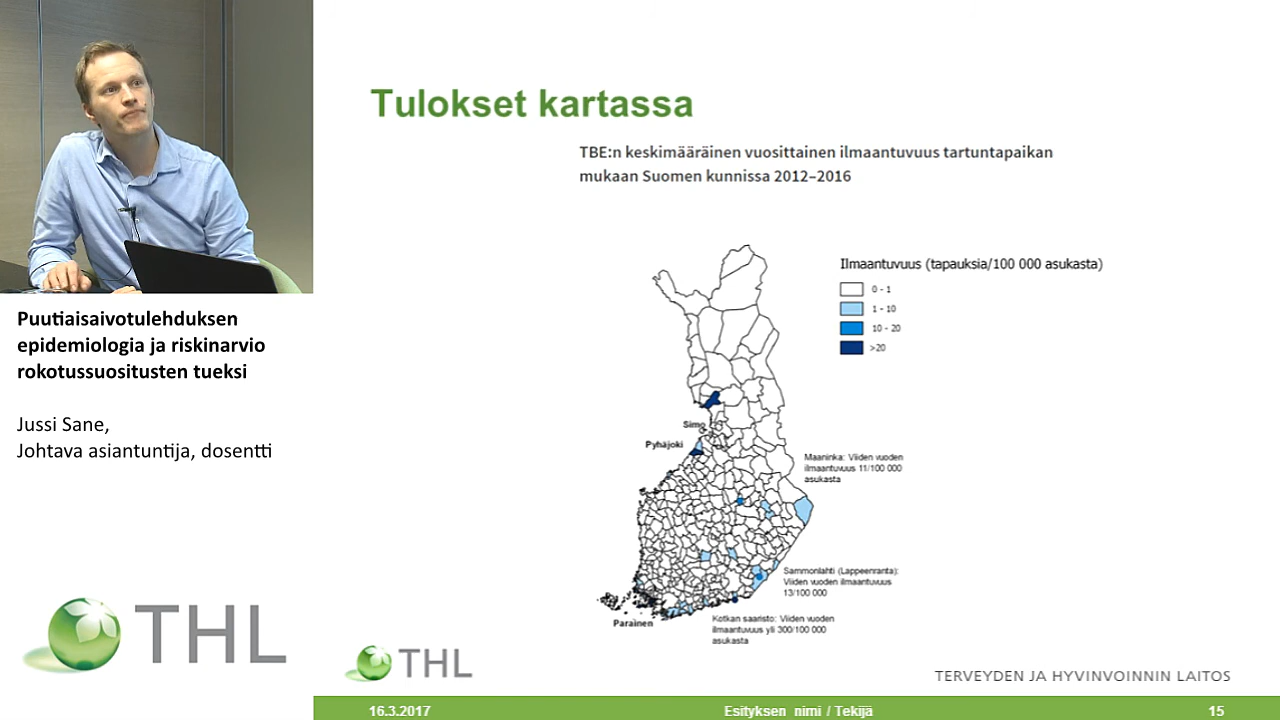 Puutiaisaivotulehduksen
epidemiologia ja riskinarvio
rokotussuositusten tueksi
Jussi Sane,
Johtava asiantuntija, dosentti
THL
Tulokset kartassa
TBE:n keskimääräinen vuosittainen ilmaantuvuus tartuntapaikan
mukaan Suomen kunnissa 2012–2016
Ilmaantuvuus (tapauksia/100 000 asukasta)
0 - 1
1 - 10
10 - 20
>20
Simo
Pyhäjoki
Maaninka: Viiden vuoden
ilmaantuvuus 11/100 000
asukasta
Sammonlahti (Lappeenranta):
Viiden vuoden ilmaantuvuus
13/100 000
Parainen
Kotkan saaristo: Viiden vuoden
ilmaantuvuus yli 300/100 000
asukasta
THL
TERVEYDEN JA HYVINVOINNIN LAITOS
16.3.2017
Esityksen nimi / Tekijä
15